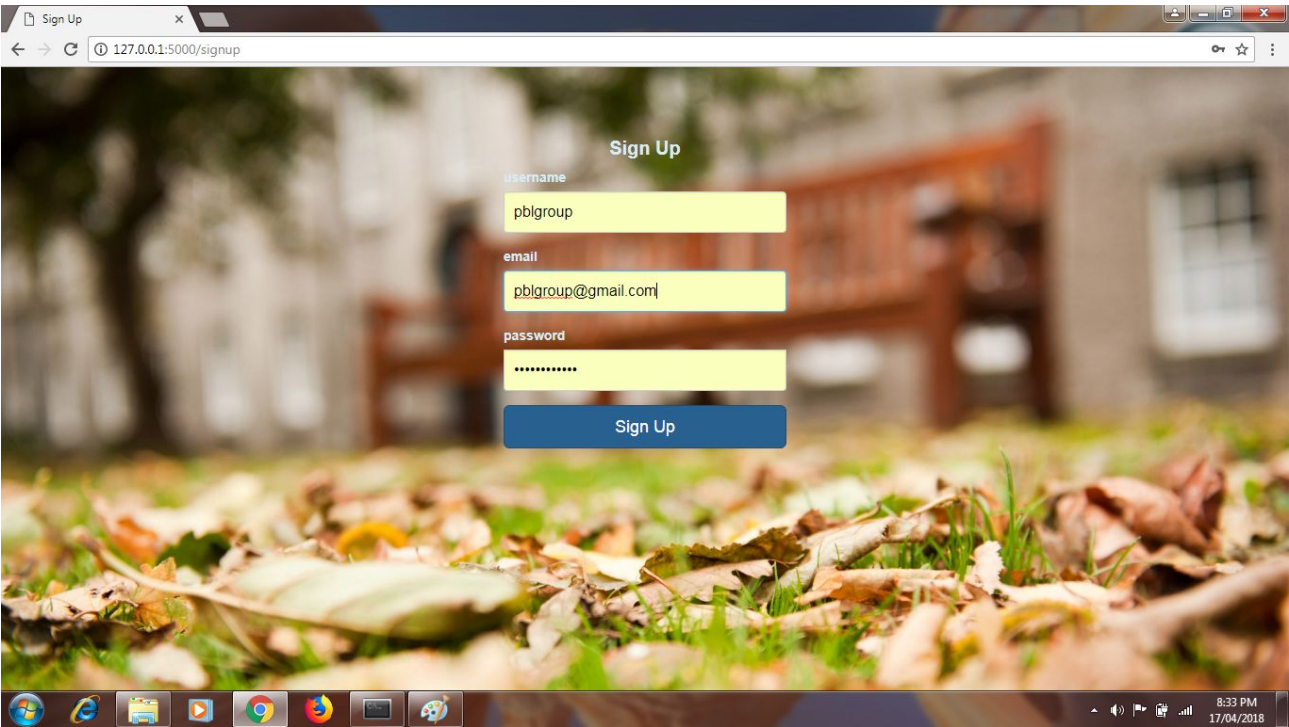 Sign Up
127.0.0.1:5000/signup
Sign Up
username
pblgroup
email
pblgroup@gmail.com
password
••••••••••••
Sign Up
8:33 PM
17/04/2018